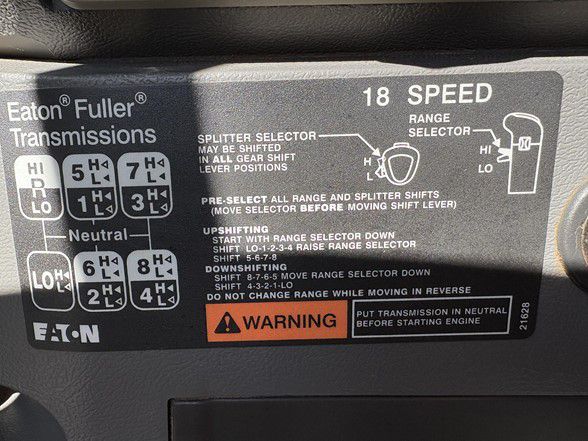 Eaton® Fuller®
Transmissions
18 SPEED
SPLITTER SELECTOR
MAY BE SHIFTED
IN ALL GEAR SHIFT
LEVER POSITIONS
H
L
RANGE
SELECTOR
HI
LO
HI
R
LO
5 H
L
1 H
L
7 H
L
3 H
L
Neutral
LO H
L
6 H
L
2 H
L
8 H
L
4 H
L
PRE-SELECT ALL RANGE AND SPLITTER SHIFTS
(MOVE SELECTOR BEFORE MOVING SHIFT LEVER)
UPSHIFTING
START WITH RANGE SELECTOR DOWN
SHIFT LO-1-2-3-4 RAISE RANGE SELECTOR
SHIFT 5-6-7-8
DOWNSHIFTING
SHIFT 8-7-6-5 MOVE RANGE SELECTOR DOWN
SHIFT 4-3-2-1-LO
DO NOT CHANGE RANGE WHILE MOVING IN REVERSE
EATON
WARNING
PUT TRANSMISSION IN NEUTRAL
BEFORE STARTING ENGINE
21628